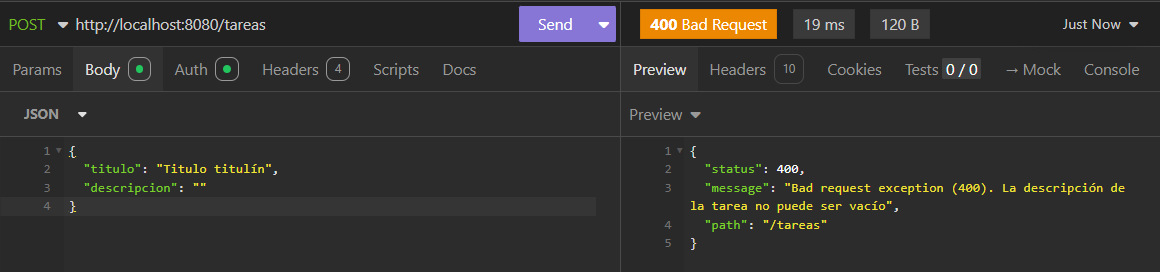 POST http://localhost:8080/tareas Send 400 Bad Request 19 ms 120 B Just Now
Params Body Auth Headers 4 Scripts Docs Preview Headers 10 Cookies Tests 0 / 0 → Mock Console
JSON Preview
1 {
2 "titulo": "Titulo titulín",
3 "descripcion": ""
4 }
1 {
2 "status": 400,
3 "message": "Bad request exception (400). La descripción de
la tarea no puede ser vacío",
4 "path": "/tareas"
5 }